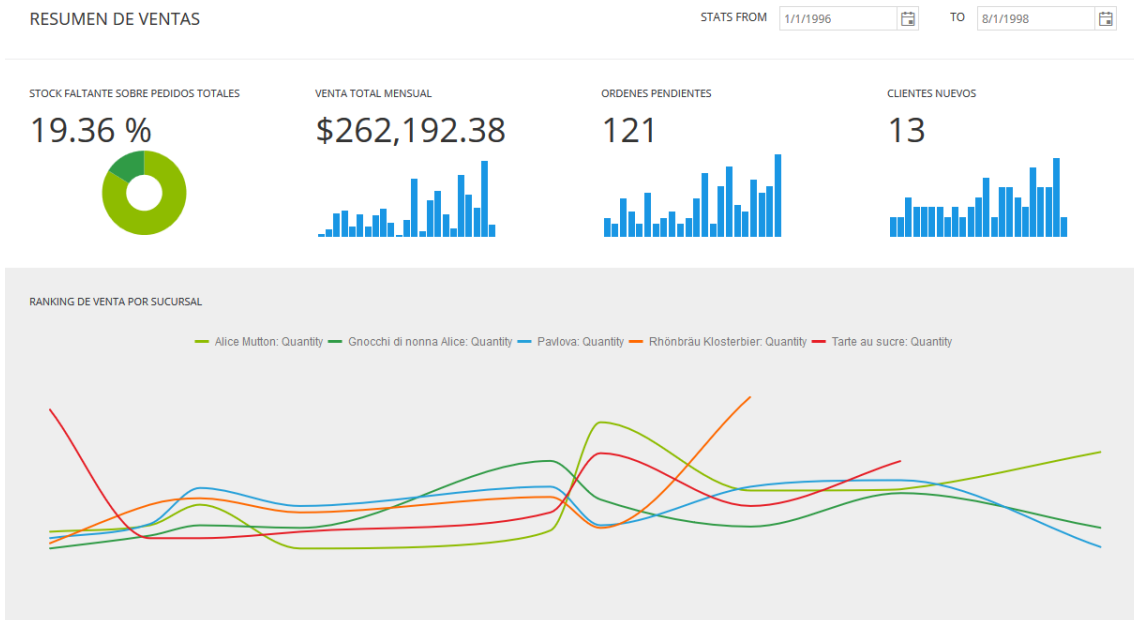 RESUMEN DE VENTAS
STATS FROM 1/1/1996 TO 8/1/1998
STOCK FALTANTE SOBRE PEDIDOS TOTALES
19.36 %
VENTA TOTAL MENSUAL
$262,192.38
ORDENES PENDIENTES
121
CLIENTES NUEVOS
13
RANKING DE VENTA POR SUCURSAL
Alice Mutton: Quantity Gnocchi di nonna Alice: Quantity Pavlova: Quantity Rhönbräu Klosterbier: Quantity Tarte au sucre: Quantity